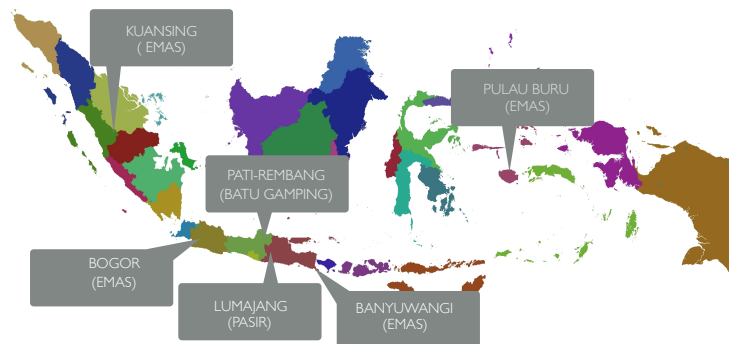 KUANSING
( EMAS)
PULAU BURU
(EMAS)
PATI-REMBANG
(BATU GAMPING)
BOGOR
(EMAS)
LUMAJANG
(PASIR)
BANYUWANGI
(EMAS)